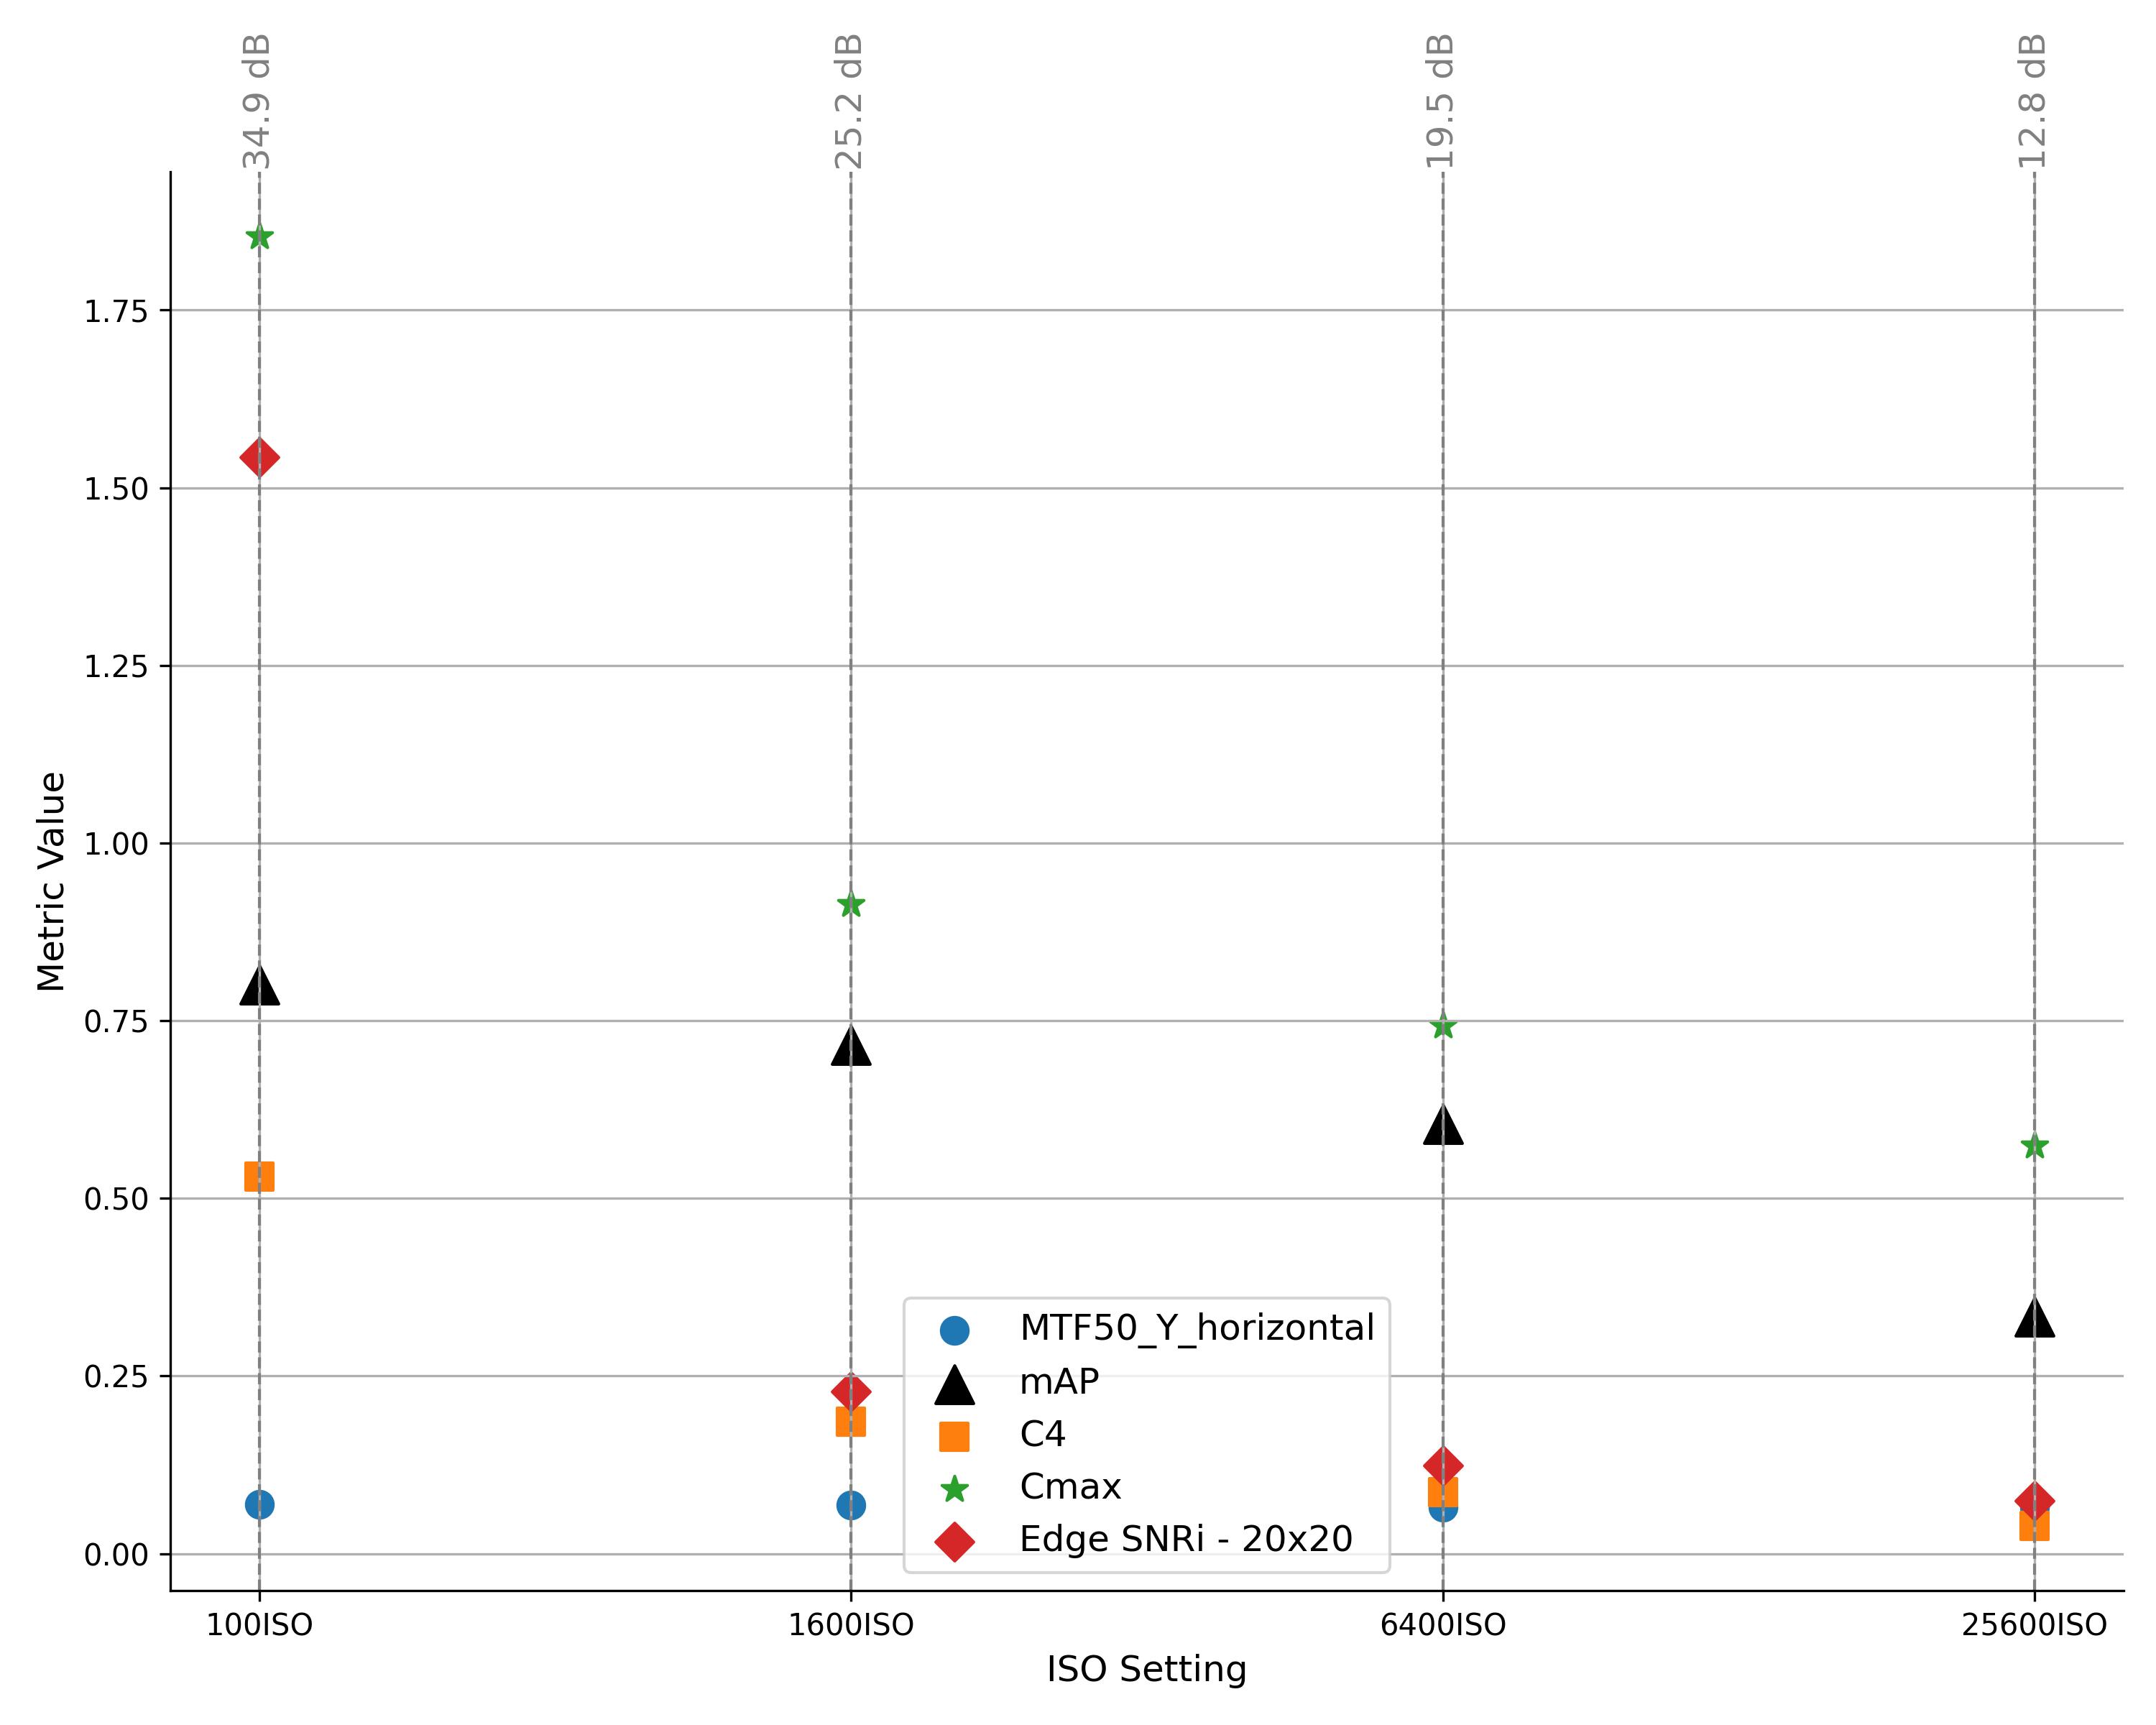 34.9 dB
25.2 dB
19.5 dB
12.8 dB
1.75
1.50
1.25
1.00
0.75
0.50
0.25
0.00
Metric Value
MTF50_Y_horizontal
mAP
C4
Cmax
Edge SNRi - 20x20
100ISO
1600ISO
6400ISO
25600ISO
ISO Setting